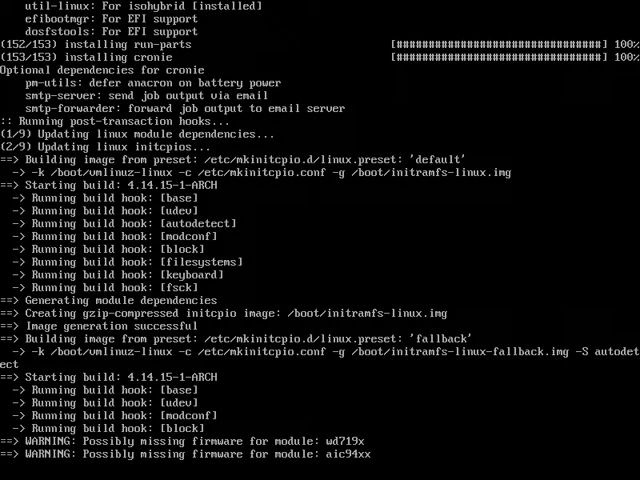 util-linux: For isohybrid [installed]
efibootmgr: For EFI support
dosfstools: For EFI support
(152/153) installing run-parts [################################] 100%
(153/153) installing cronie [################################] 100%
Optional dependencies for cronie
pm-utils: defer anacron on battery power
smtp-server: send job output via email
smtp-forwarder: forward job output to email server
:: Running post-transaction hooks...
(1/9) Updating linux module dependencies...
(2/9) Updating linux initcpios...
==> Building image from preset: /etc/mkinitcpio.d/linux.preset: 'default'
-> -k /boot/vmlinuz-linux -c /etc/mkinitcpio.conf -g /boot/initramfs-linux.img
==> Starting build: 4.14.15-1-ARCH
-> Running build hook: [base]
-> Running build hook: [udev]
-> Running build hook: [autodetect]
-> Running build hook: [modconf]
-> Running build hook: [block]
-> Running build hook: [filesystems]
-> Running build hook: [keyboard]
-> Running build hook: [fsck]
==> Generating module dependencies
==> Creating gzip-compressed initcpio image: /boot/initramfs-linux.img
==> Image generation successful
==> Building image from preset: /etc/mkinitcpio.d/linux.preset: 'fallback'
-> -k /boot/vmlinuz-linux -c /etc/mkinitcpio.conf -g /boot/initramfs-linux-fallback.img -S autodet
ect
==> Starting build: 4.14.15-1-ARCH
-> Running build hook: [base]
-> Running build hook: [udev]
-> Running build hook: [modconf]
-> Running build hook: [block]
==> WARNING: Possibly missing firmware for module: wd719x
==> WARNING: Possibly missing firmware for module: aic94xx